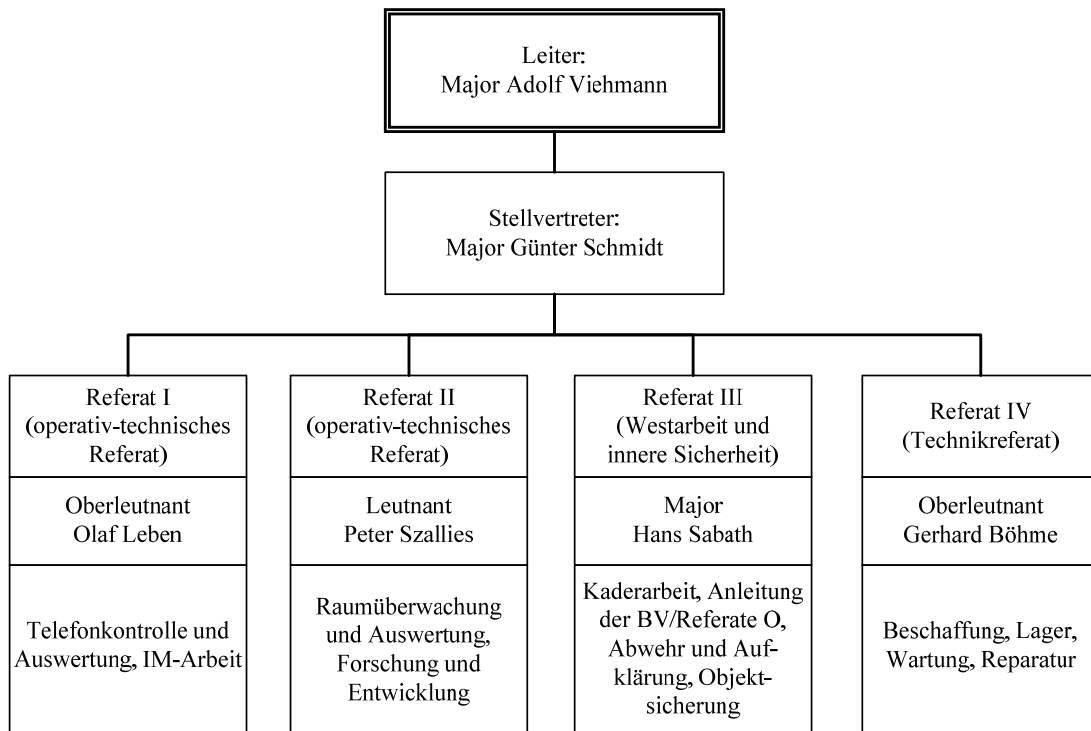 Leiter:
Major Adolf Viehmann
Stellvertreter:
Major Günter Schmidt
Referat I
(operativ-technisches
Referat)
Oberleutnant
Olaf Leben
Telefonkontrolle und
Auswertung, IM-Arbeit
Referat II
(operativ-technisches
Referat)
Leutnant
Peter Szallies
Raumüberwachung
und Auswertung,
Forschung und
Entwicklung
Referat III
(Westarbeit und
innere Sicherheit)
Major
Hans Sabath
Kaderarbeit, Anleitung
der BV/Referate O,
Abwehr und Auf-
klärung, Objekt-
sicherung
Referat IV
(Technikreferat)
Oberleutnant
Gerhard Böhme
Beschaffung, Lager,
Wartung, Reparatur